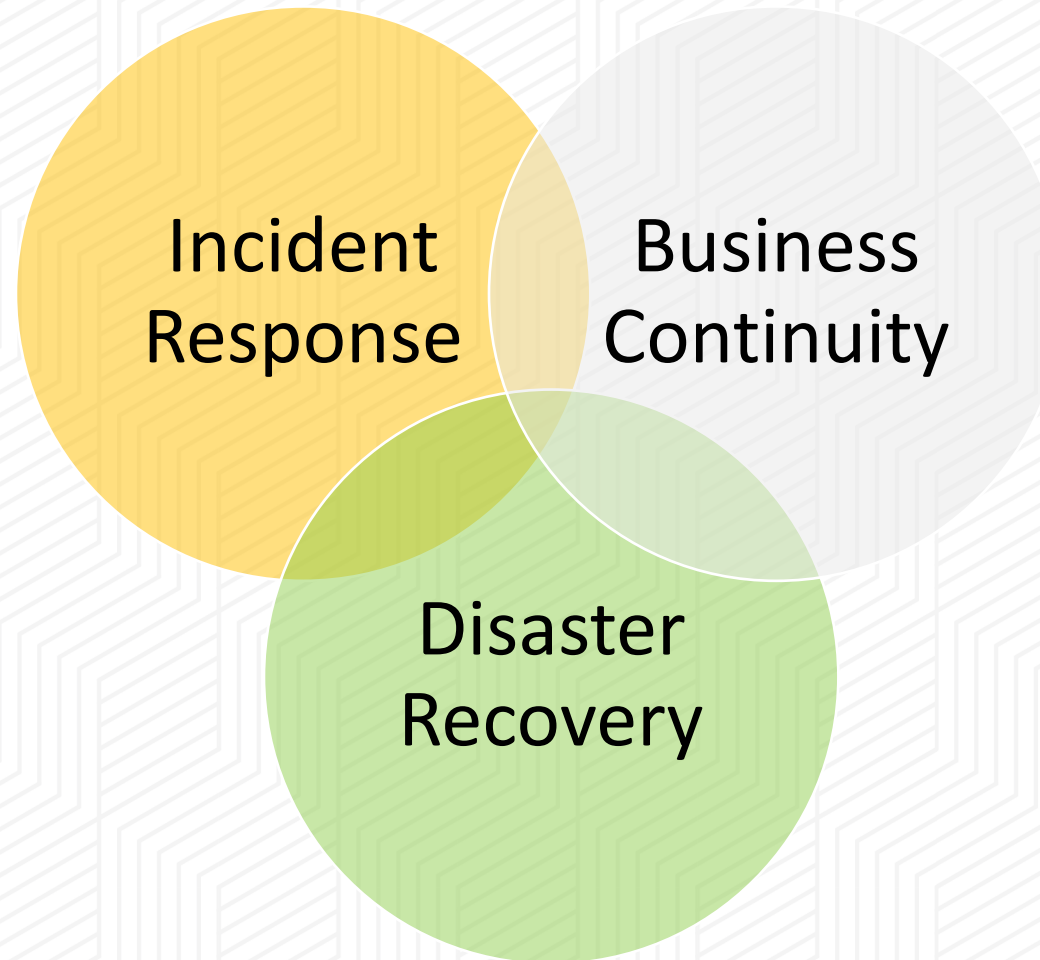 Incident
Response
Business
Continuity
Disaster
Recovery